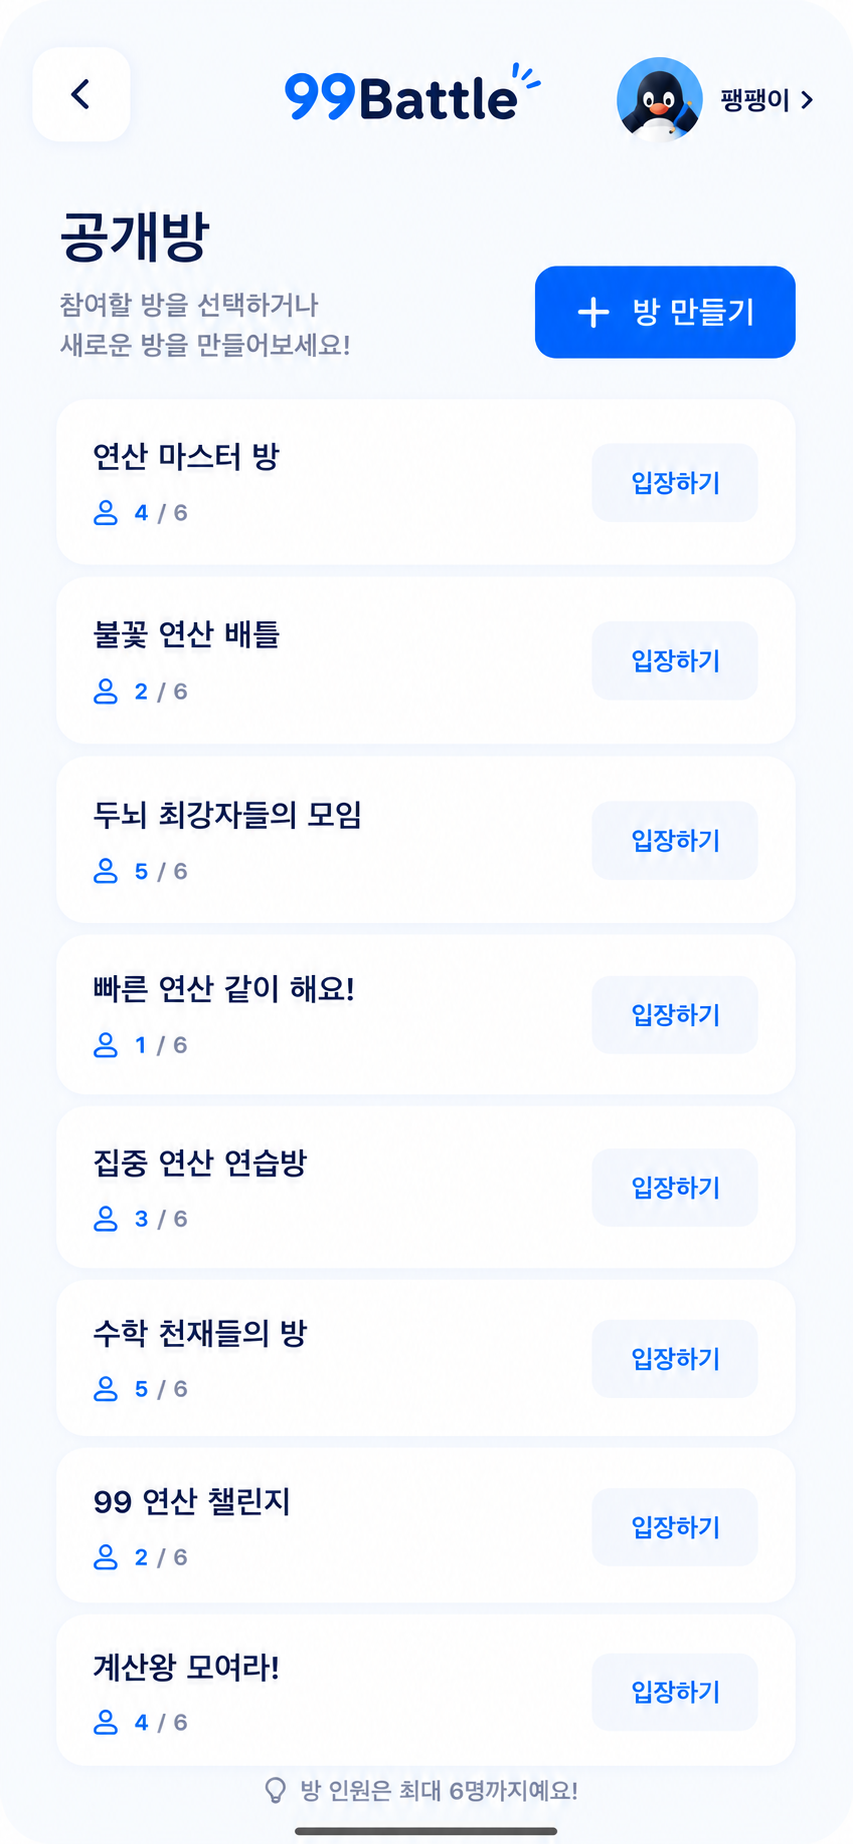 99Battle
팽팽이
공개방
참여할 방을 선택하거나
새로운 방을 만들어보세요!
+ 방 만들기
연산 마스터 방
4 / 6
입장하기
불꽃 연산 배틀
2 / 6
입장하기
두뇌 최강자들의 모임
5 / 6
입장하기
빠른 연산 같이 해요!
1 / 6
입장하기
집중 연산 연습방
3 / 6
입장하기
수학 천재들의 방
5 / 6
입장하기
99 연산 챌린지
2 / 6
입장하기
계산왕 모여라!
4 / 6
입장하기
방 인원은 최대 6명까지예요!